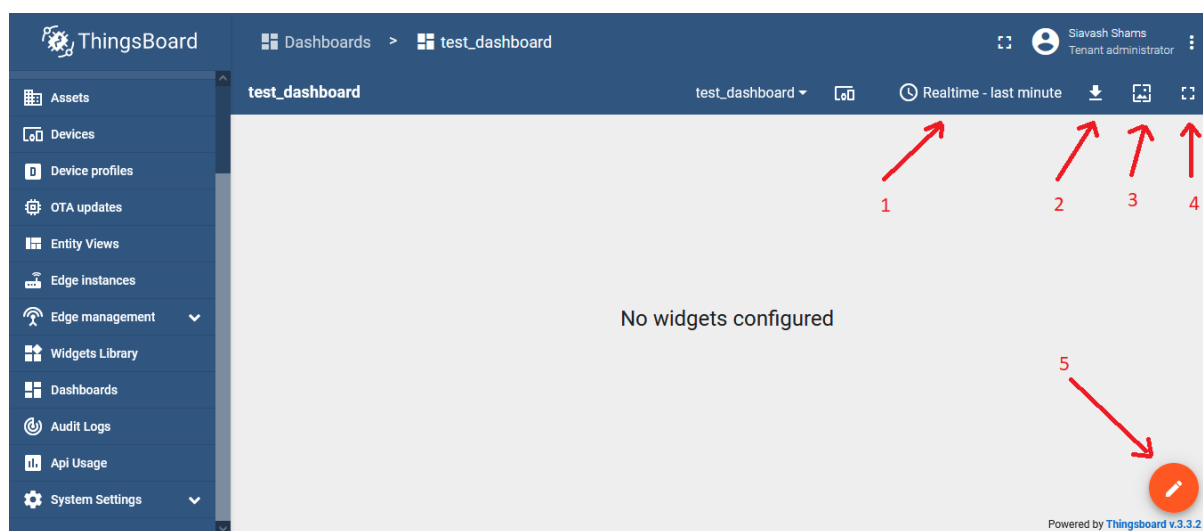 ThingsBoard
Dashboards > test_dashboard
Siavash Shams
Tenant administrator
test_dashboard
test_dashboard
Realtime - last minute
Assets
Devices
D Device profiles
OTA updates
Entity Views
Edge instances
Edge management
Widgets Library
Dashboards
Audit Logs
Api Usage
System Settings
1
2
3
4
No widgets configured
5
Powered by Thingsboard v.3.3.2